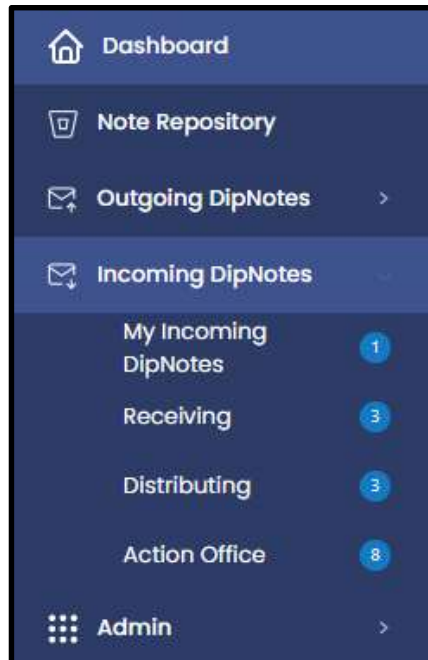 Dashboard
Note Repository
Outgoing DipNotes
Incoming DipNotes
My Incoming
DipNotes
1
Receiving
3
Distributing
3
Action Office
8
Admin